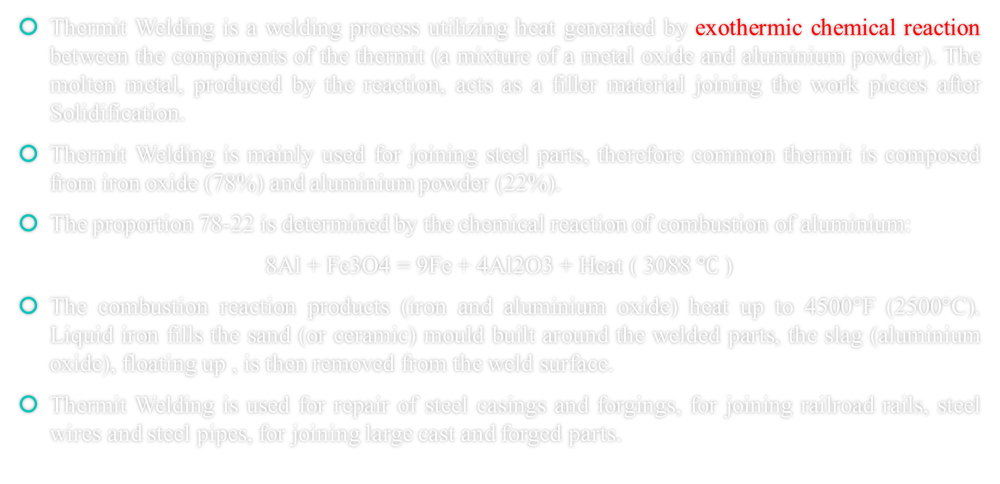 Thermit Welding is a welding process utilizing heat generated by exothermic chemical reaction
between the components of the thermit (a mixture of a metal oxide and aluminium powder). The
molten metal, produced by the reaction, acts as a filler material joining the work pieces after
Solidification.
Thermit Welding is mainly used for joining steel parts, therefore common thermit is composed
from iron oxide (78%) and aluminium powder (22%).
The proportion 78-22 is determined by the chemical reaction of combustion of aluminium:
8Al + Fe3O4 = 9Fe + 4Al2O3 + Heat ( 3088 ℃ )
The combustion reaction products (iron and aluminium oxide) heat up to 4500°F (2500°C).
Liquid iron fills the sand (or ceramic) mould built around the welded parts, the slag (aluminium
oxide), floating up , is then removed from the weld surface.
Thermit Welding is used for repair of steel casings and forgings, for joining railroad rails, steel
wires and steel pipes, for joining large cast and forged parts.